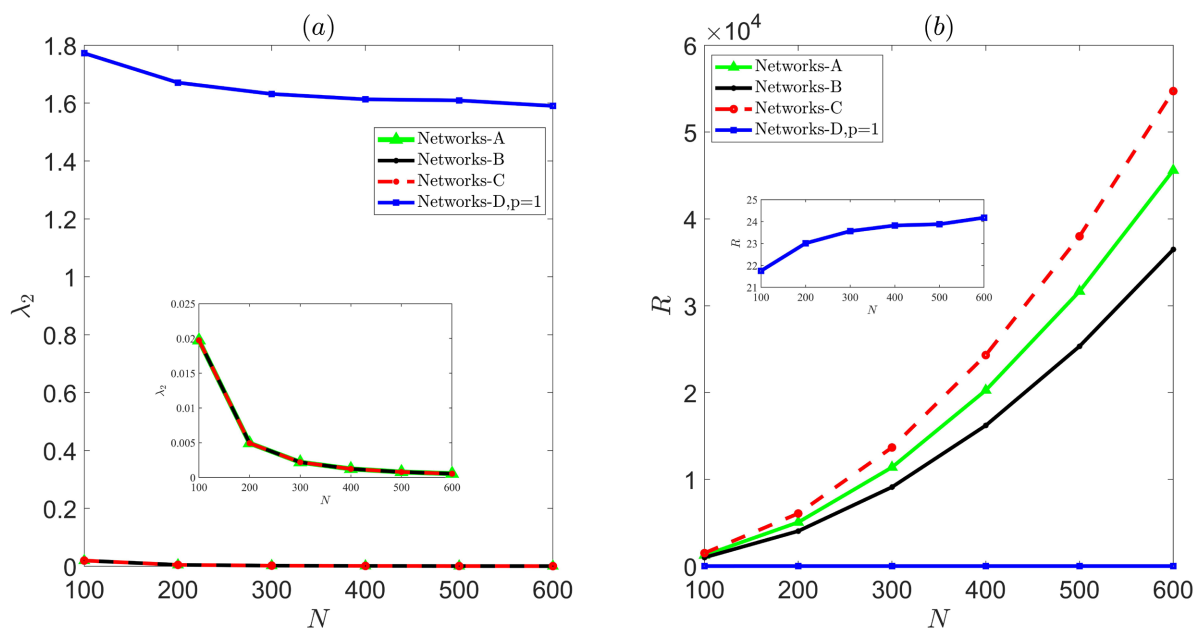 (a)
1.8
1.6
1.4
1.2
1
0.8
0.6
0.4
0.2
0
λ₂
100 200 300 400 500 600
N
Networks-A
Networks-B
Networks-C
Networks-D,p=1
0.025
0.02
0.015
0.01
0.005
0
λ₂
100 200 300 400 500 600
N
(b)
×10⁴
6
5
4
3
2
1
0
R
100 200 300 400 500 600
N
Networks-A
Networks-B
Networks-C
Networks-D,p=1
25
24
23
22
21
R
100 200 300 400 500 600
N